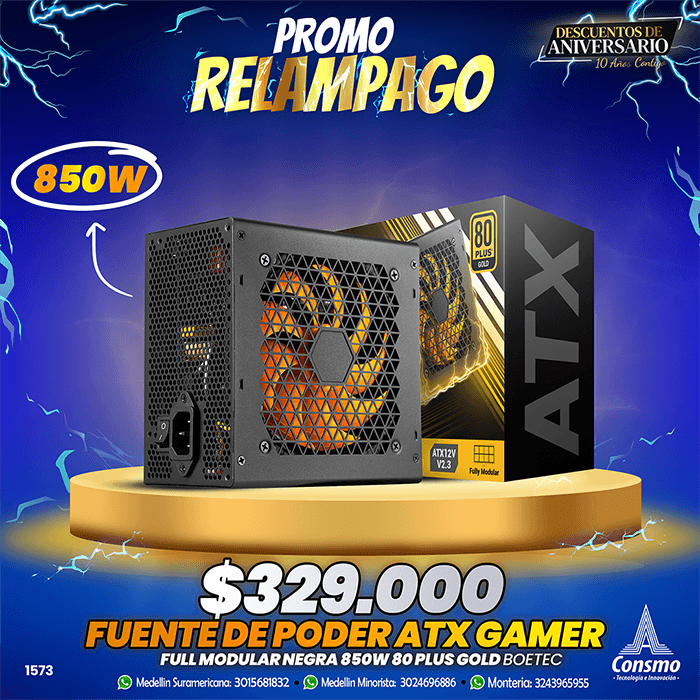 PROMO
RELAMPAGO
DESCUENTOS DE
ANIVERSARIO
10 Años Contigo
850W
80
PLUS
GOLD
ATX
ATX12V
V2.3
Fully Modular
$329.000
FUENTE DE PODER ATX GAMER
FULL MODULAR NEGRA 850W 80 PLUS GOLD BOETEC
1573
Medellin Suramericana: 3015681832 • Medellin Minorista: 3024696886 • Monteria: 3243965955
Consmo
Tecnología e Innovación